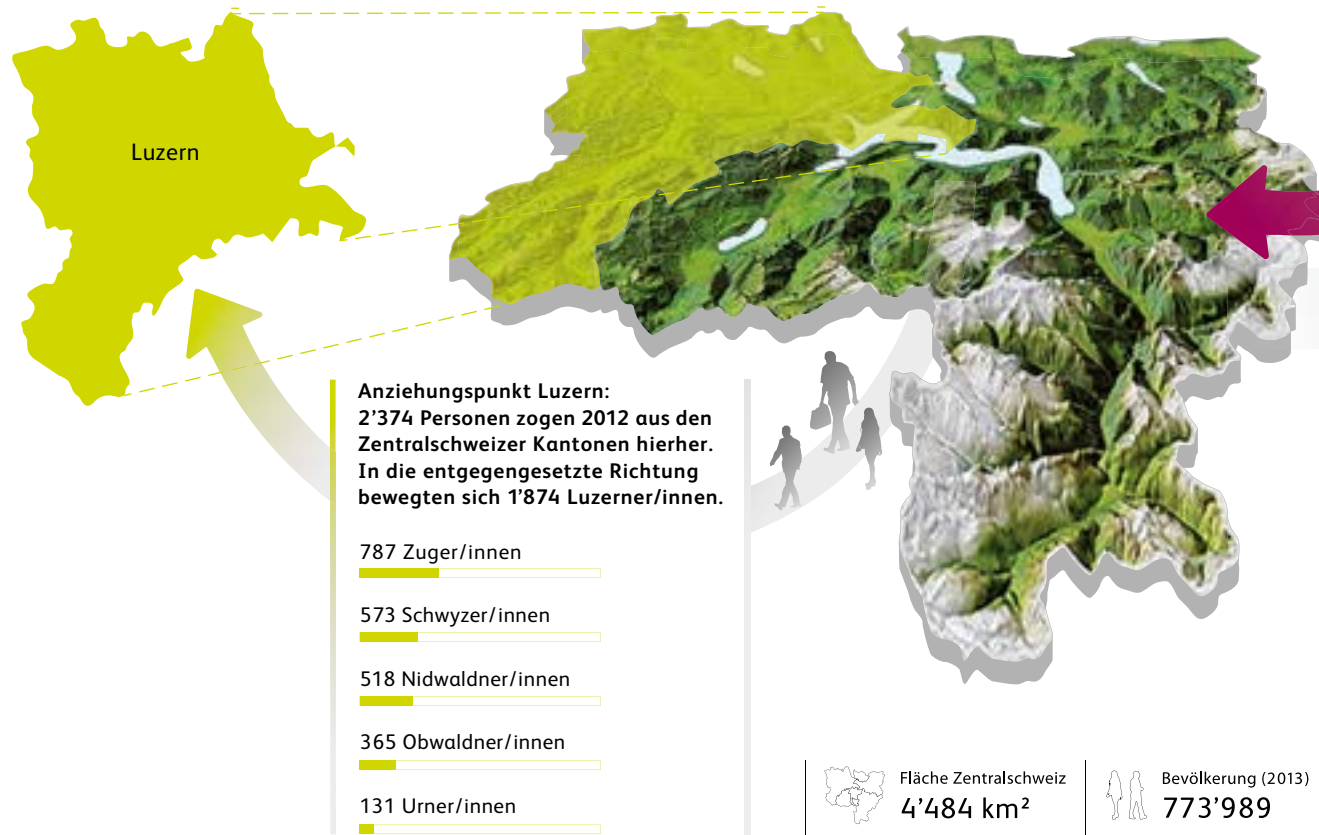 Luzern
Anziehungspunkt Luzern:
2’374 Personen zogen 2012 aus den
Zentralschweizer Kantonen hierher.
In die entgegengesetzte Richtung
bewegten sich 1’874 Luzerner/innen.
787 Zuger/innen
573 Schwyzer/innen
518 Nidwaldner/innen
365 Obwaldner/innen
131 Urner/innen
Fläche Zentralschweiz
4’484 km²
Bevölkerung (2013)
773’989